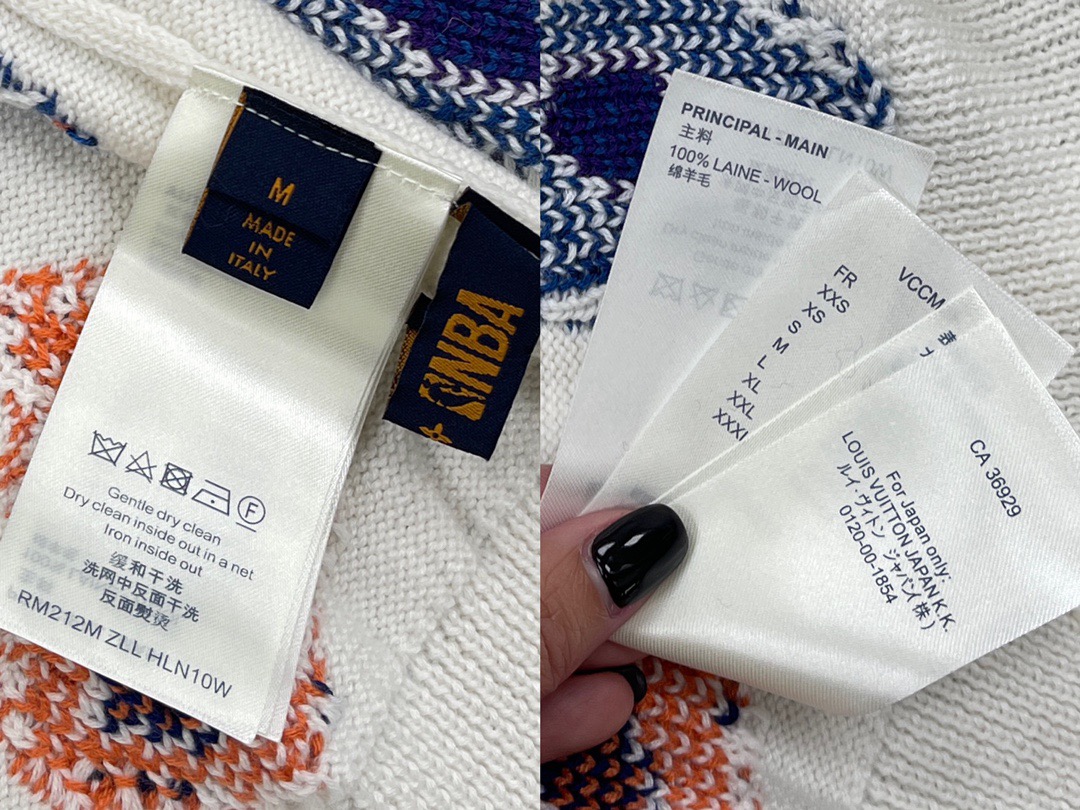 M
MADE
IN
ITALY
NBA
Gentle dry clean
Dry clean inside out in a net
Iron inside out
缓和干洗
洗网中反面干洗
反面熨烫
RM212M ZLL HLN10W
PRINCIPAL - MAIN
主料
100% LAINE - WOOL
绵羊毛
FR
XXS
XS
S
M
L
XL
XXL
VCCM
CA 36929
For Japan only:
LOUIS VUITTON JAPAN K.K.
ルイ ヴィトン ジャパン(株)
0120-00-1854